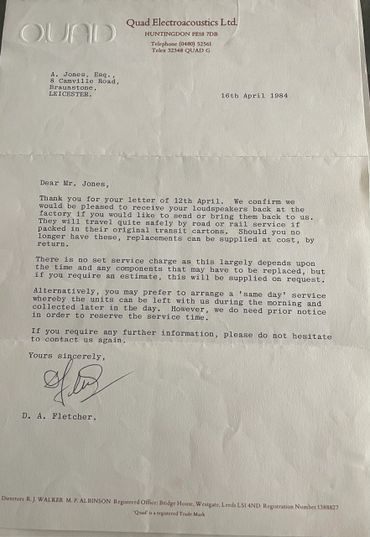 QUAD
Quad Electroacoustics Ltd.
HUNTINGDON PE18 7DB
Telephone (0480) 52561
Telex 32348 QUAD G
A. Jones, Esq.,
8 Camville Road,
Braunstone,
LEICESTER.
16th April 1984
Dear Mr. Jones,
Thank you for your letter of 12th April. We confirm we
would be pleased to receive your loudspeakers back at the
factory if you would like to send or bring them back to us.
They will travel quite safely by road or rail service if
packed in their original transit cartons. Should you no
longer have these, replacements can be supplied at cost, by
return.
There is no set service charge as this largely depends upon
the time and any components that may have to be replaced, but
if you require an estimate, this will be supplied on request.
Alternatively, you may prefer to arrange a 'same day' service
whereby the units can be left with us during the morning and
collected later in the day. However, we do need prior notice
in order to reserve the service time.
If you require any further information, please do not hesitate
to contact us again.
Yours sincerely,
D. A. Fletcher.
Directors R. J. WALKER M. P. ALBINSON Registered Office: Bridge House, Westgate, Leeds LS1 4ND Registration Number 1388827
'Quad' is a registered Trade Mark